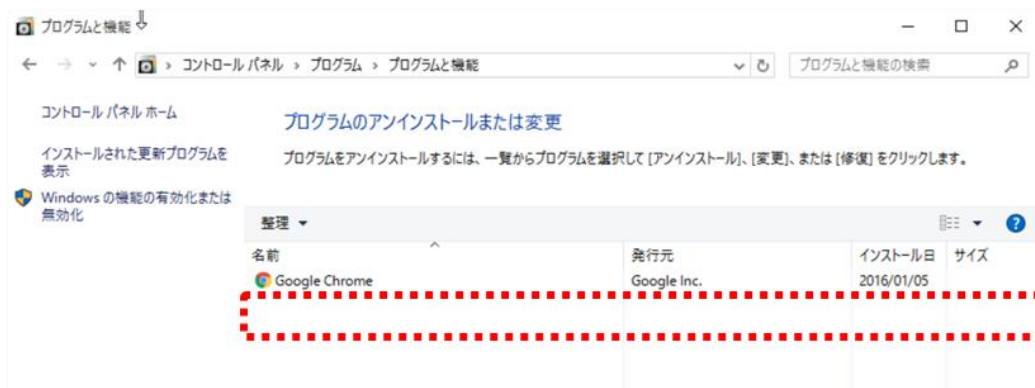 プログラムと機能
コントロール パネル › プログラム › プログラムと機能
プログラムと機能の検索
コントロール パネル ホーム
インストールされた更新プログラムを
表示
Windows の機能の有効化または
無効化
プログラムのアンインストールまたは変更
プログラムをアンインストールするには、一覧からプログラムを選択して [アンインストール]、[変更]、または [修復] をクリックします。
整理
名前 発行元 インストール日 サイズ
Google Chrome Google Inc. 2016/01/05